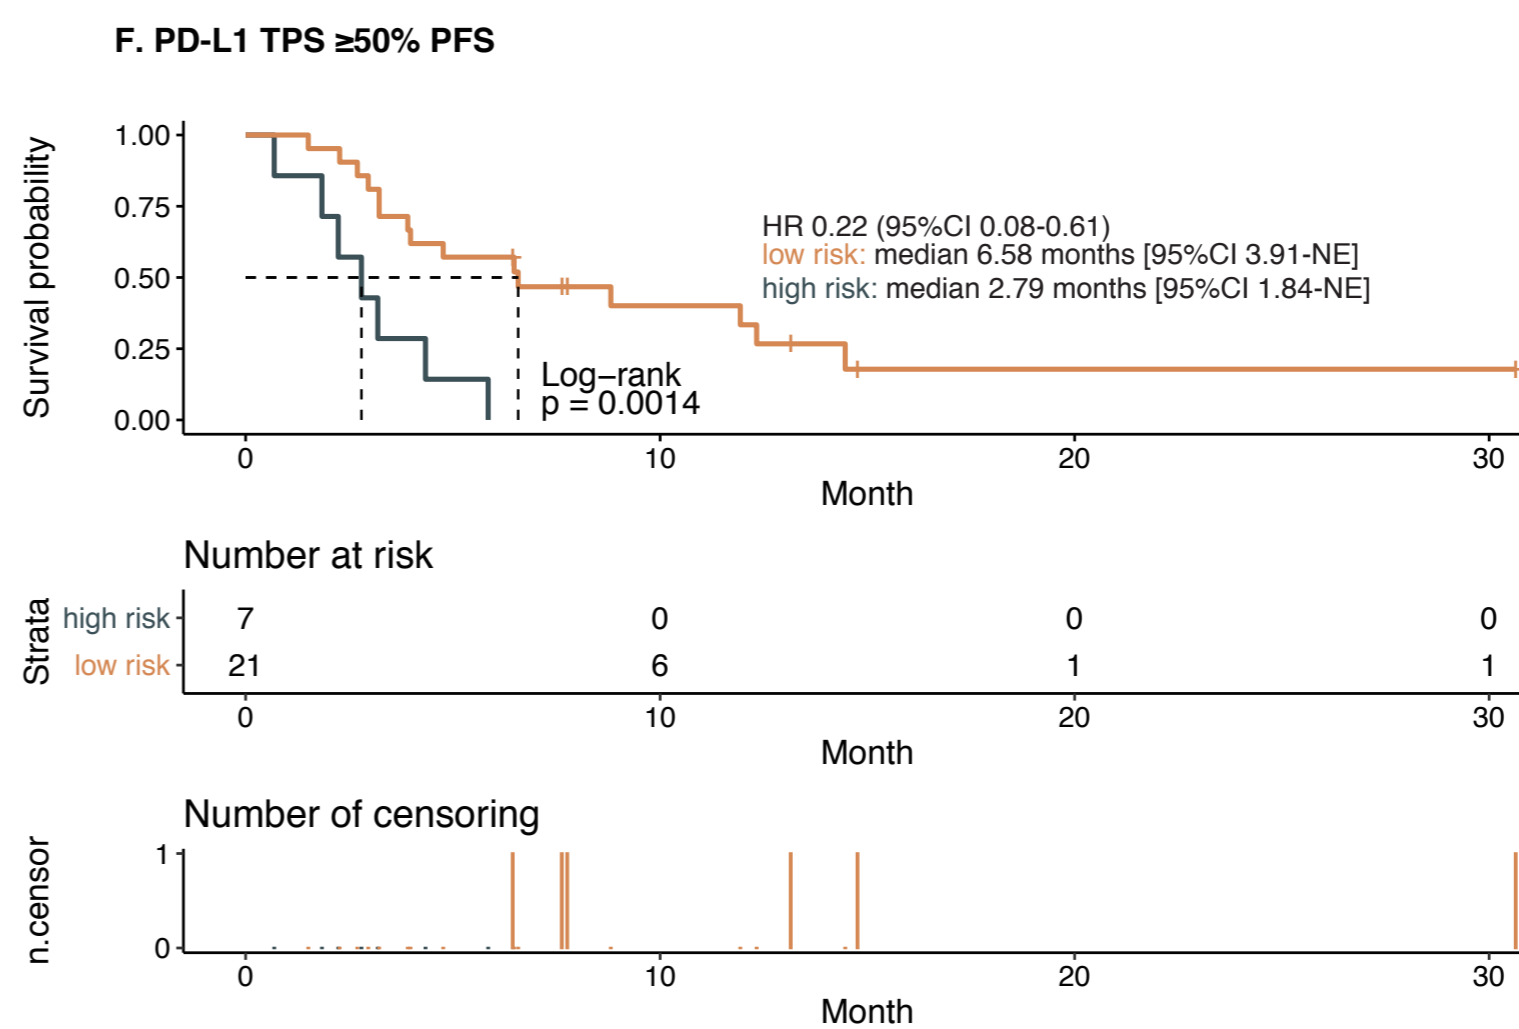 F. PD-L1 TPS ≥50% PFS
Survival probability
1.00
0.75
0.50
0.25
0.00
HR 0.22 (95%CI 0.08-0.61)
low risk: median 6.58 months [95%CI 3.91-NE]
high risk: median 2.79 months [95%CI 1.84-NE]
Log−rank
p = 0.0014
0 10 20 30
Month
Number at risk
Strata
high risk 7 0 0 0
low risk 21 6 1 1
0 10 20 30
Month
Number of censoring
n.censor
1
0
0 10 20 30
Month